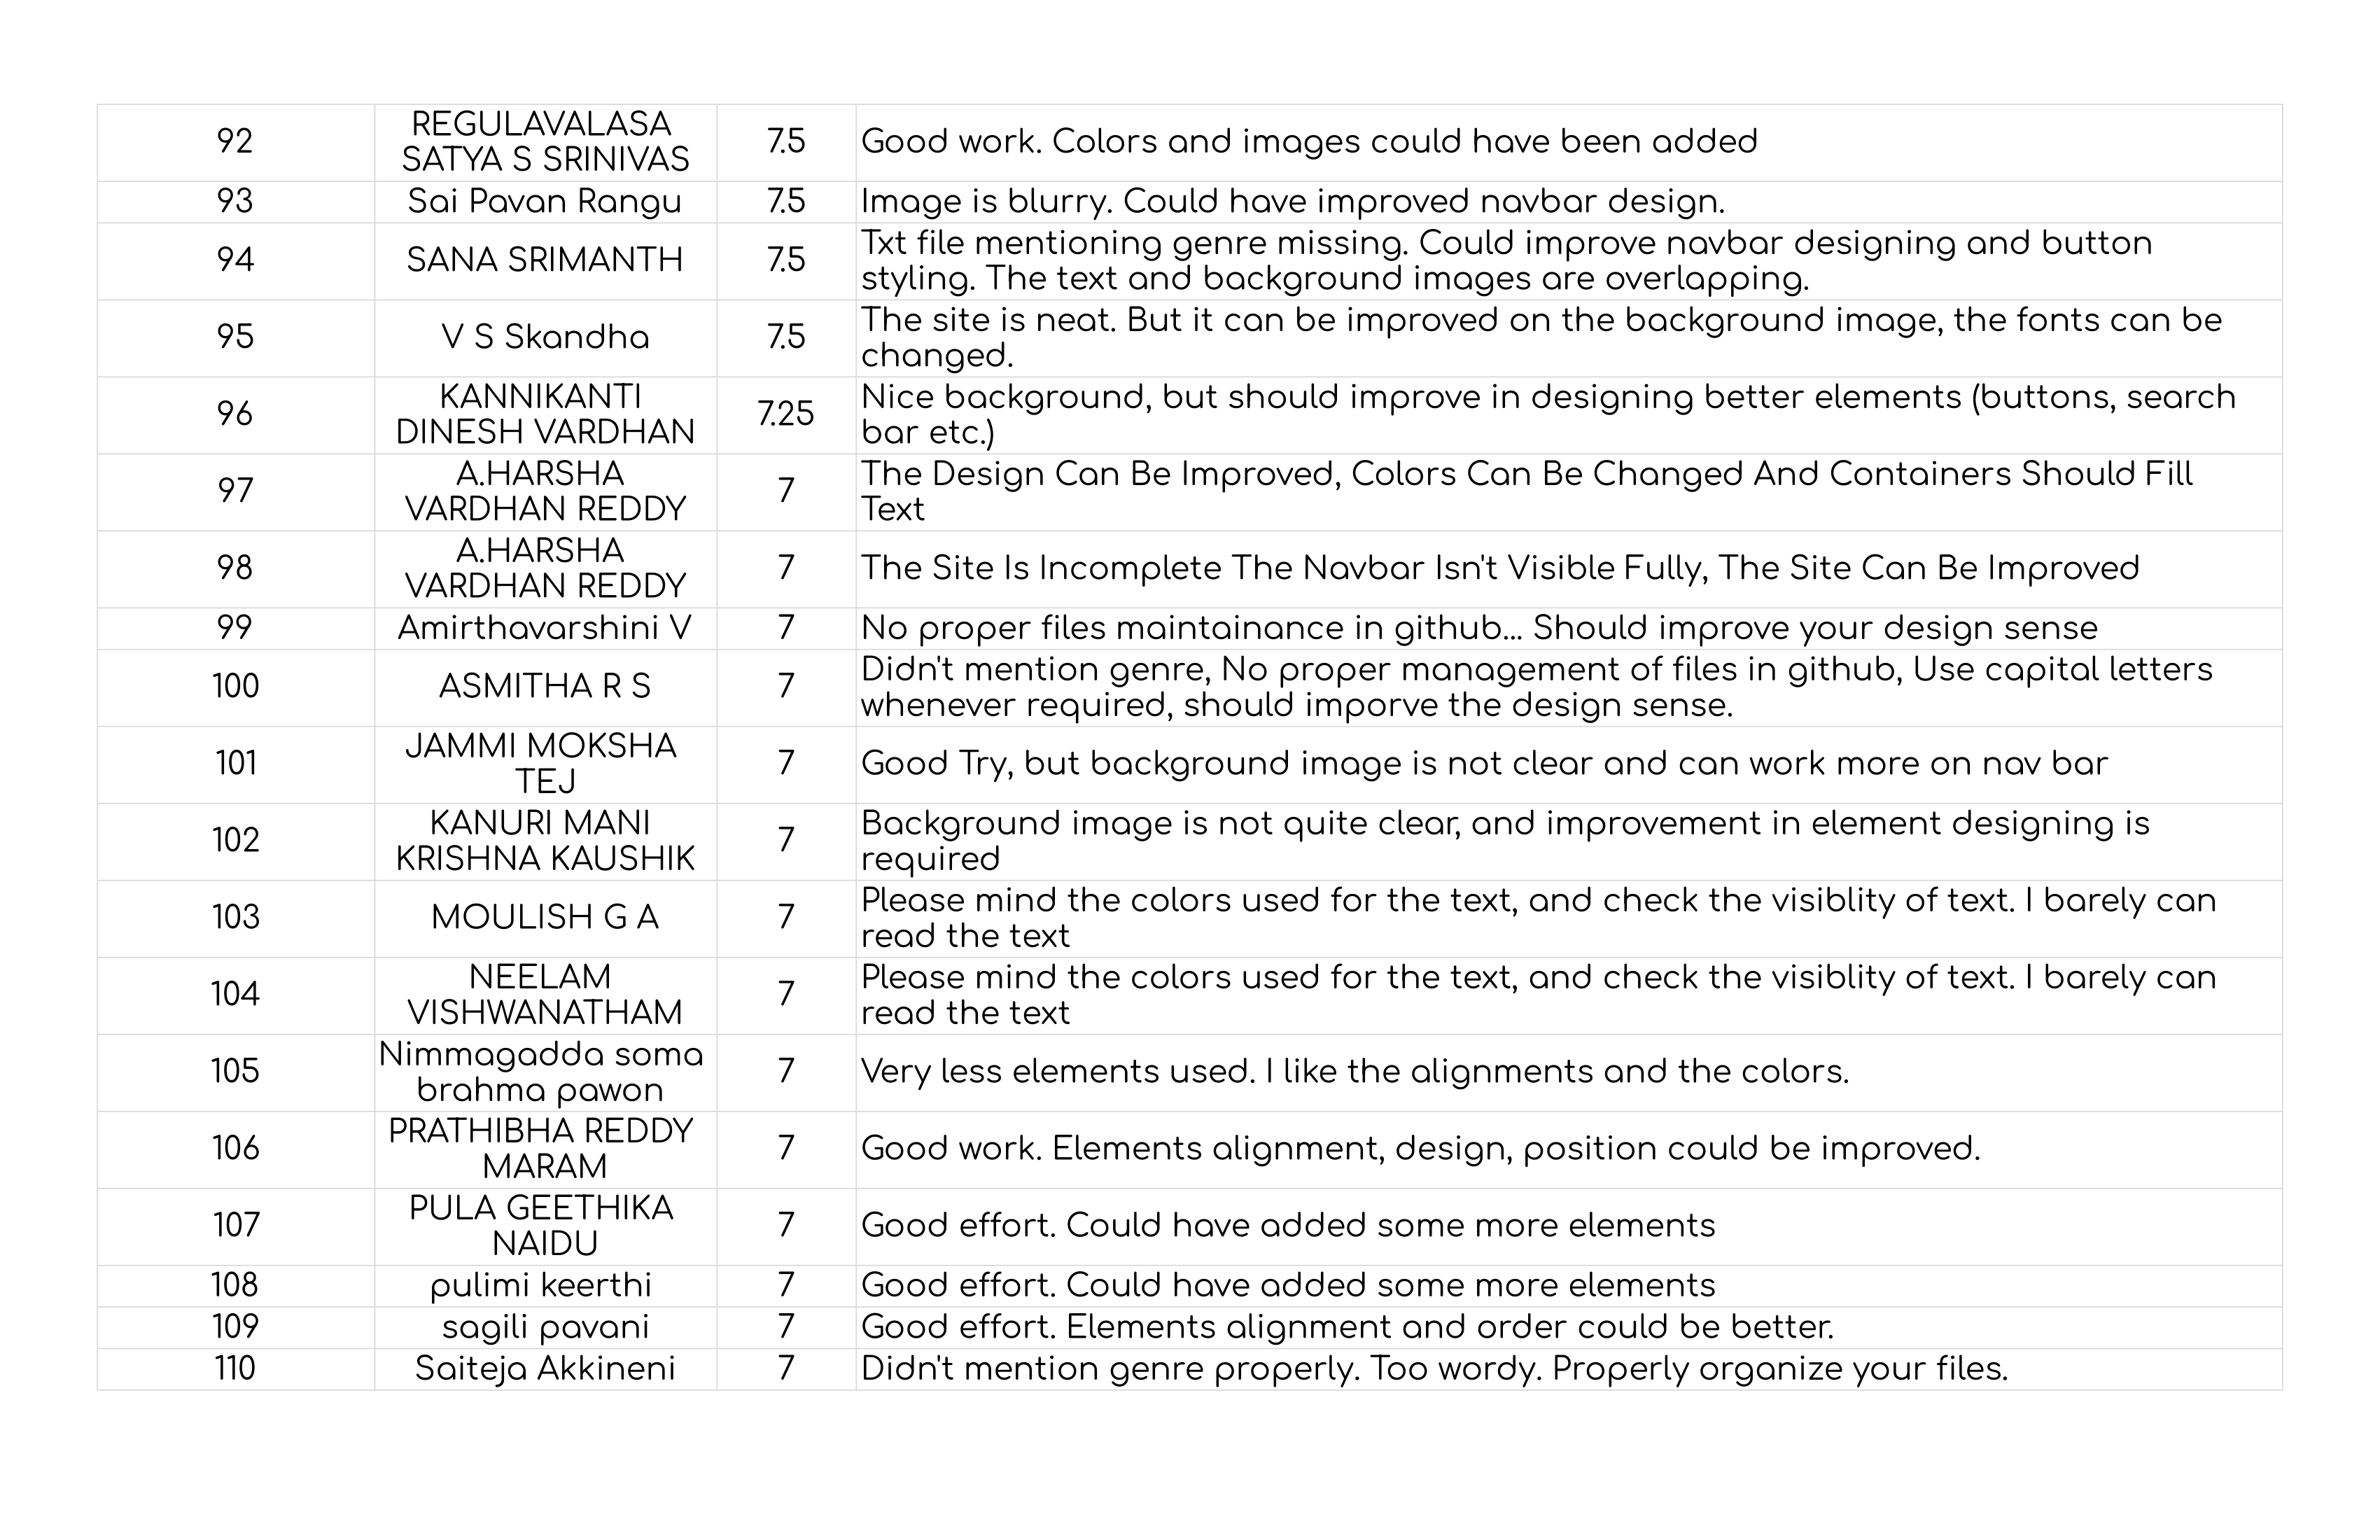 92
REGULAVALASA
SATYA S SRINIVAS
7.5
Good work. Colors and images could have been added
93
Sai Pavan Rangu
7.5
Image is blurry. Could have improved navbar design.
94
SANA SRIMANTH
7.5
Txt file mentioning genre missing. Could improve navbar designing and button
styling. The text and background images are overlapping.
95
V S Skandha
7.5
The site is neat. But it can be improved on the background image, the fonts can be
changed.
96
KANNIKANTI
DINESH VARDHAN
7.25
Nice background, but should improve in designing better elements (buttons, search
bar etc.)
97
A.HARSHA
VARDHAN REDDY
7
The Design Can Be Improved, Colors Can Be Changed And Containers Should Fill
Text
98
A.HARSHA
VARDHAN REDDY
7
The Site Is Incomplete The Navbar Isn't Visible Fully, The Site Can Be Improved
99
Amirthavarshini V
7
No proper files maintainance in github... Should improve your design sense
100
ASMITHA R S
7
Didn't mention genre, No proper management of files in github, Use capital letters
whenever required, should imporve the design sense.
101
JAMMI MOKSHA
TEJ
7
Good Try, but background image is not clear and can work more on nav bar
102
KANURI MANI
KRISHNA KAUSHIK
7
Background image is not quite clear, and improvement in element designing is
required
103
MOULISH G A
7
Please mind the colors used for the text, and check the visiblity of text. I barely can
read the text
104
NEELAM
VISHWANATHAM
7
Please mind the colors used for the text, and check the visiblity of text. I barely can
read the text
105
Nimmagadda soma
brahma pawon
7
Very less elements used. I like the alignments and the colors.
106
PRATHIBHA REDDY
MARAM
7
Good work. Elements alignment, design, position could be improved.
107
PULA GEETHIKA
NAIDU
7
Good effort. Could have added some more elements
108
pulimi keerthi
7
Good effort. Could have added some more elements
109
sagili pavani
7
Good effort. Elements alignment and order could be better.
110
Saiteja Akkineni
7
Didn't mention genre properly. Too wordy. Properly organize your files.